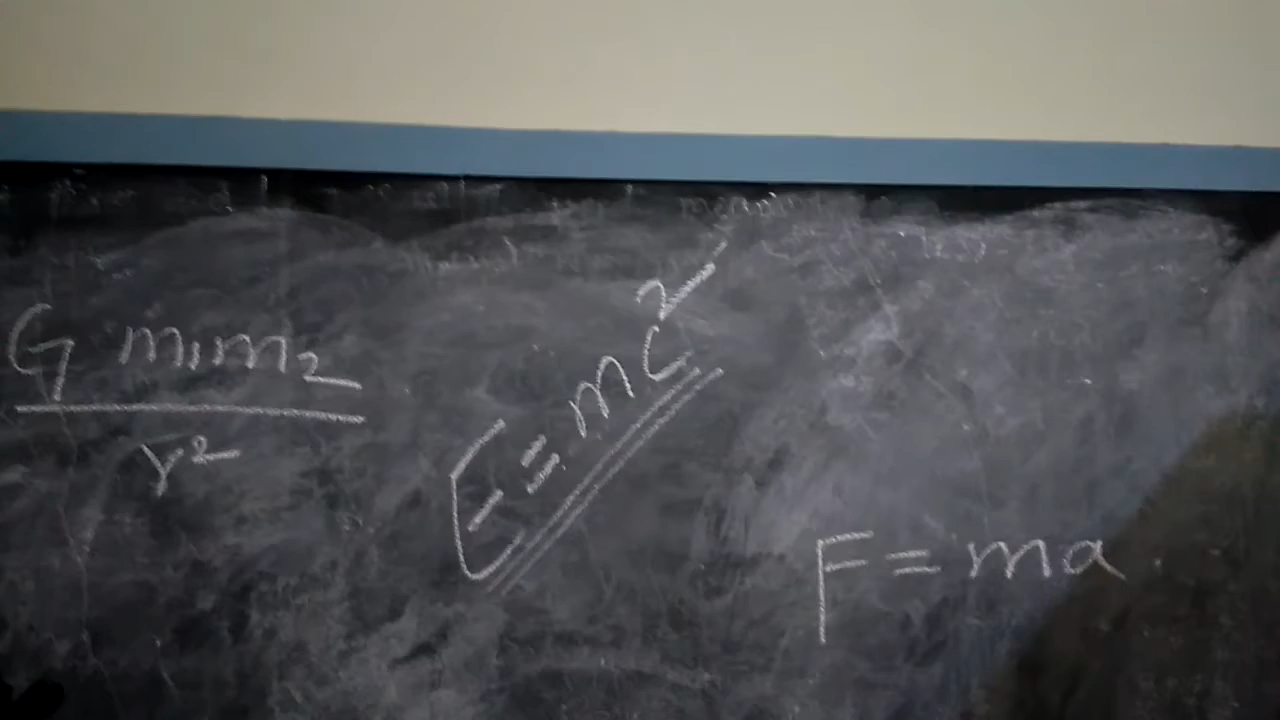 G m₁m₂
r²
E = mc²
F = ma